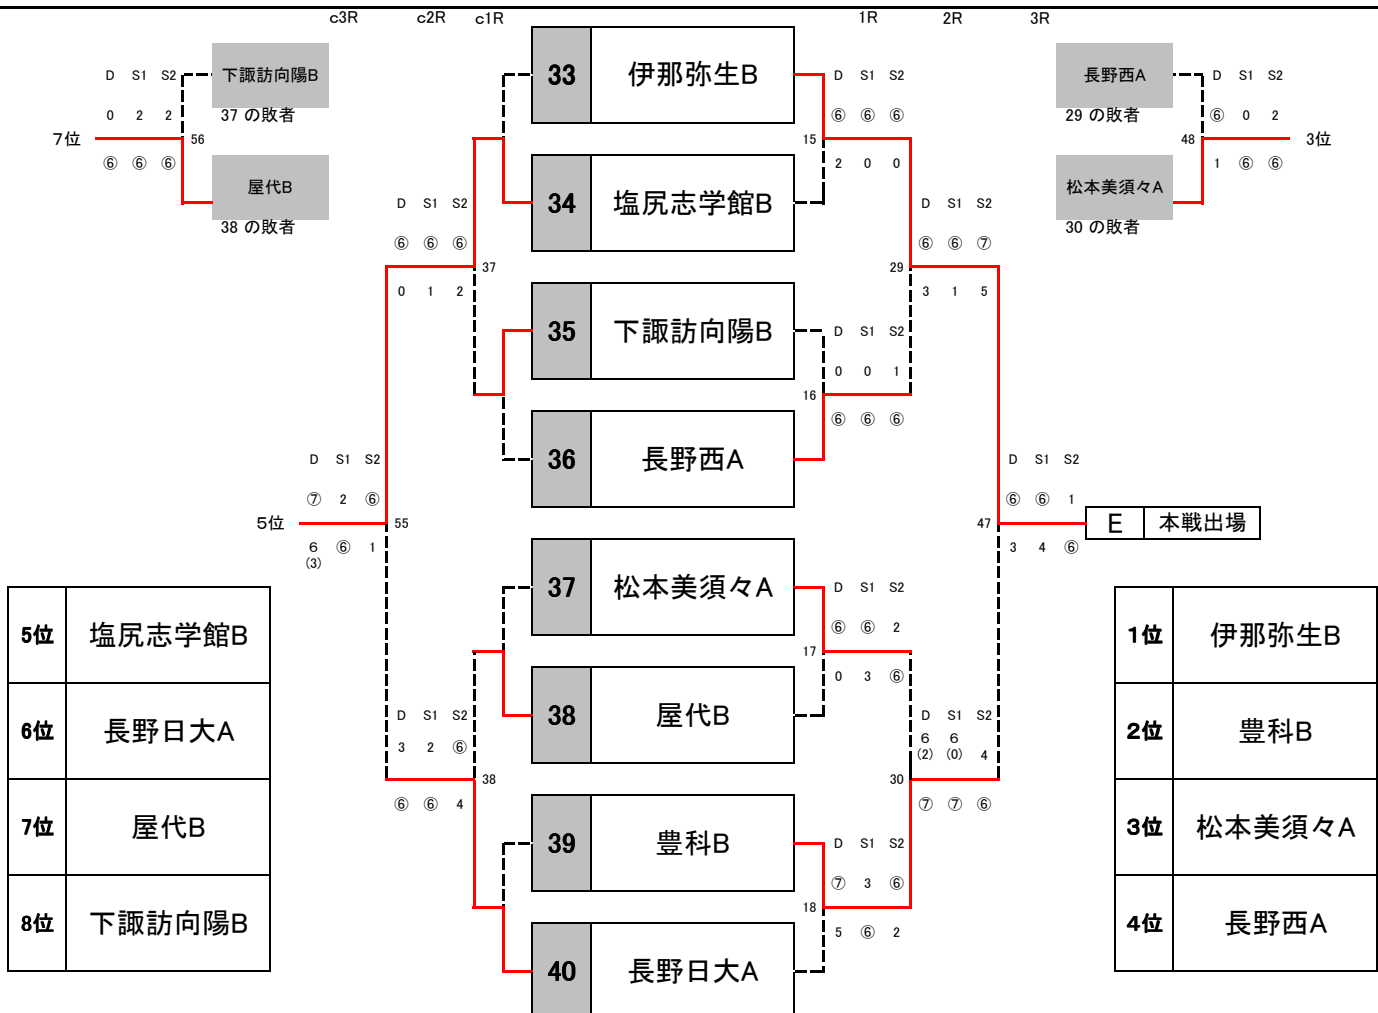 c3R c2R c1R 1R 2R 3R
33 伊那弥生B
D S1 S2 下諏訪向陽B
0 2 2 37 の敗者
7位 56
⑥ ⑥ ⑥ 屋代B
38 の敗者
D S1 S2
⑥ ⑥ ⑥
15
2 0 0
長野西A D S1 S2
29 の敗者 ⑥ 0 2
48 3位
松本美須々A 1 ⑥ ⑥
30 の敗者
34 塩尻志学館B
D S1 S2
⑥ ⑥ ⑥
37
0 1 2
D S1 S2
⑥ ⑥ ⑦
29
3 1 5
35 下諏訪向陽B
D S1 S2
0 0 1
16
⑥ ⑥ ⑥
36 長野西A
D S1 S2
⑦ 2 ⑥
5位 55
6 ⑥ 1
(3)
D S1 S2
⑥ ⑥ 1
47 E 本戦出場
3 4 ⑥
37 松本美須々A
D S1 S2
⑥ ⑥ 2
17
0 3 ⑥
38 屋代B
D S1 S2
3 2 ⑥
38
⑥ ⑥ 4
D S1 S2
6 6
(2) (0) 4
30
⑦ ⑦ ⑥
39 豊科B
D S1 S2
⑦ 3 ⑥
18
5 ⑥ 2
40 長野日大A
5位 塩尻志学館B
6位 長野日大A
7位 屋代B
8位 下諏訪向陽B
1位 伊那弥生B
2位 豊科B
3位 松本美須々A
4位 長野西A